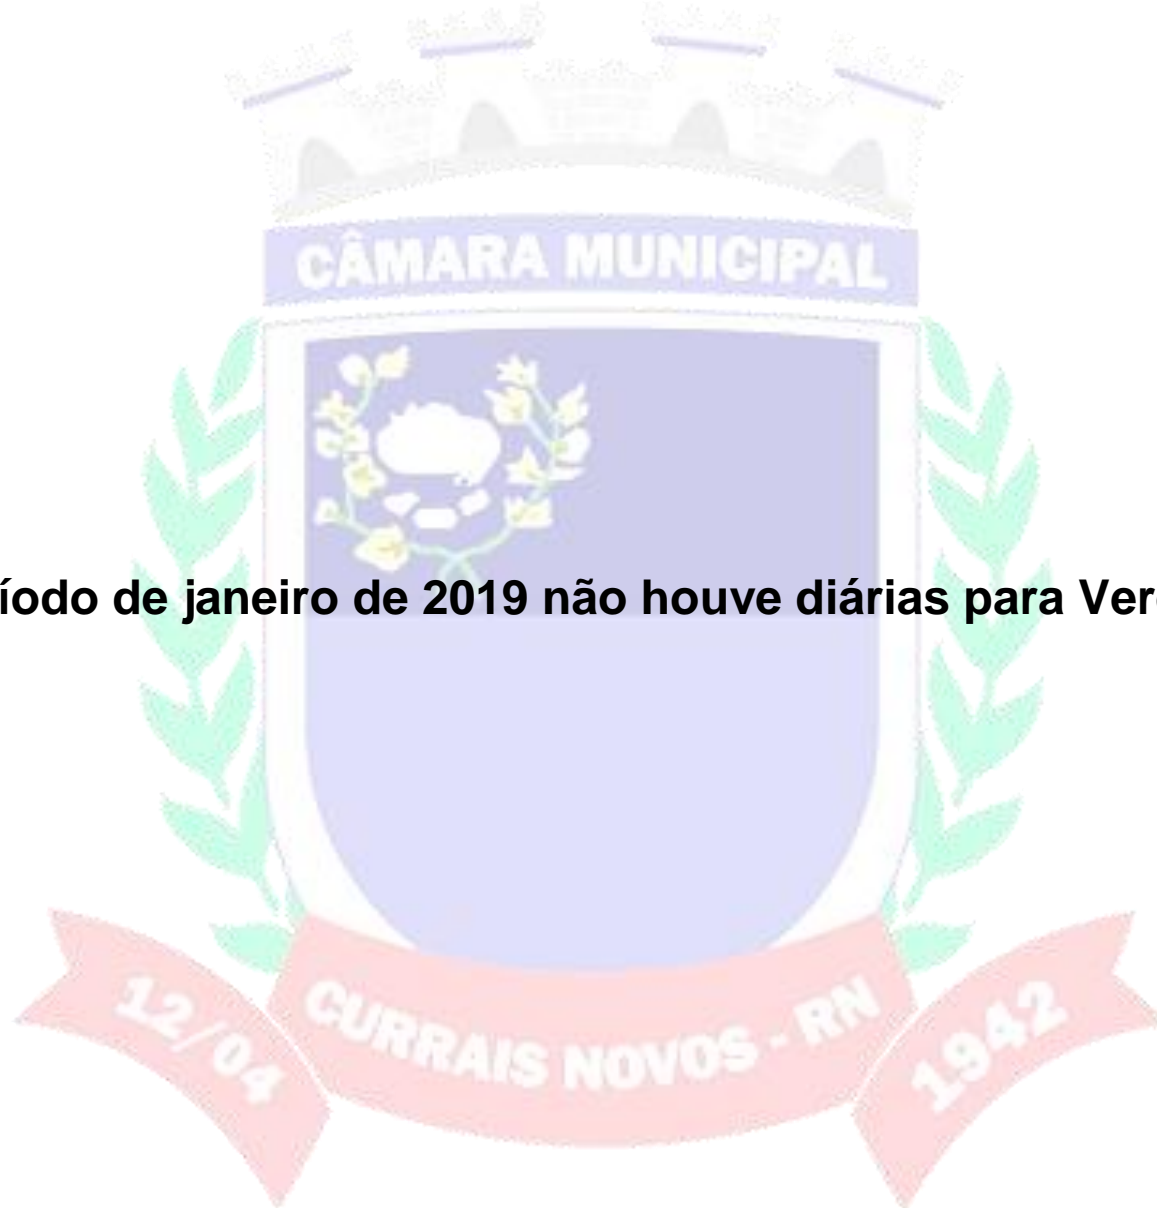 CÂMARA MUNICIPAL
íodo de janeiro de 2019 não houve diárias para Ver
12/04
CURRAIS NOVOS - RN
1942